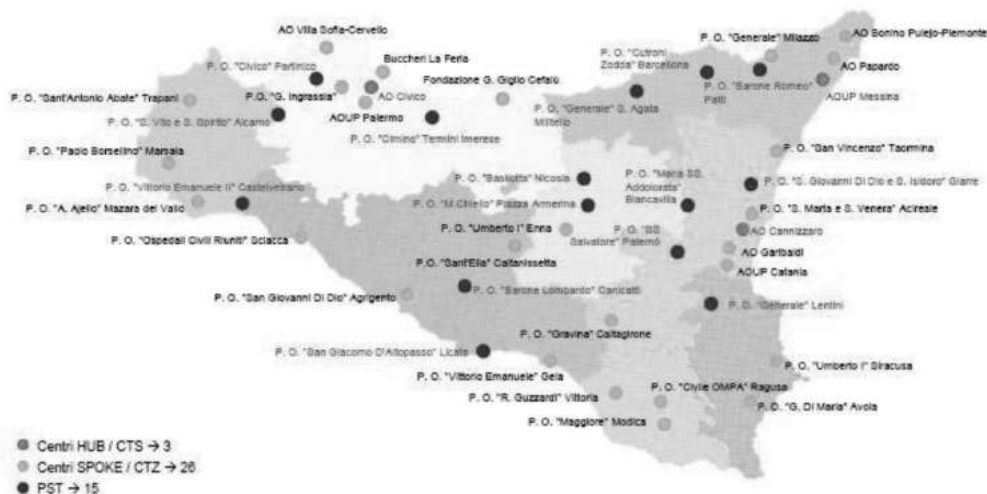 AO Villa Sofia-Cervello
P. O. "Civico" Partinico
Buccheri La Ferla
P. O. "G. Ingrassia"
AO Civico
Fondazione G. Giglio Cefalù
P. O. "Sant'Antonio Abate" Trapani
P. O. "S. Vito e S. Spirito" Alcamo
AOUP Palermo
P. O. "Cimino" Termini Imerese
P. O. "Cutroni
Zodda" Barcellona
P. O. "Generale" Milazzo
AO Bonino Pulejo-Piemonte
AO Papardo
P. O. "Barone Romeo"
Patti
AOUP Messina
P. O. "Generale" S. Agata
Militello
P. O. "San Vincenzo" Taormina
P. O. "Paolo Borsellino" Marsala
P. O. "Vittorio Emanuele II" Castelvetrano
P. O. "A. Ajello" Mazara del Vallo
P. O. "Ospedali Civili Riuniti" Sciacca
P. O. "Basilotta" Nicosia
P. O. "M.Chiello" Piazza Armerina
P. O. "Umberto I" Enna
P. O. "Maria SS.
Addolorata"
Biancavilla
P. O. "SS
Salvatore" Paternò
P. O. "S. Giovanni Di Dio e S. Isidoro" Giarre
P. O. "S. Marta e S. Venera" Acireale
AO Cannizzaro
AO Garibaldi
AOUP Catania
P. O. "Sant'Elia" Caltanissetta
P. O. "Barone Lombardo" Canicattì
P. O. "San Giovanni Di Dio" Agrigento
P. O. "Generale" Lentini
P. O. "Gravina" Caltagirone
P. O. "San Giacomo D'Altopasso" Licata
P. O. "Vittorio Emanuele" Gela
P. O. "Umberto I" Siracusa
P. O. "R. Guzzardi" Vittoria
P. O. "Civile OMPA" Ragusa
P. O. "G. Di Maria" Avola
P. O. "Maggiore" Modica
Centri HUB / CTS → 3
Centri SPOKE / CTZ → 26
PST → 15